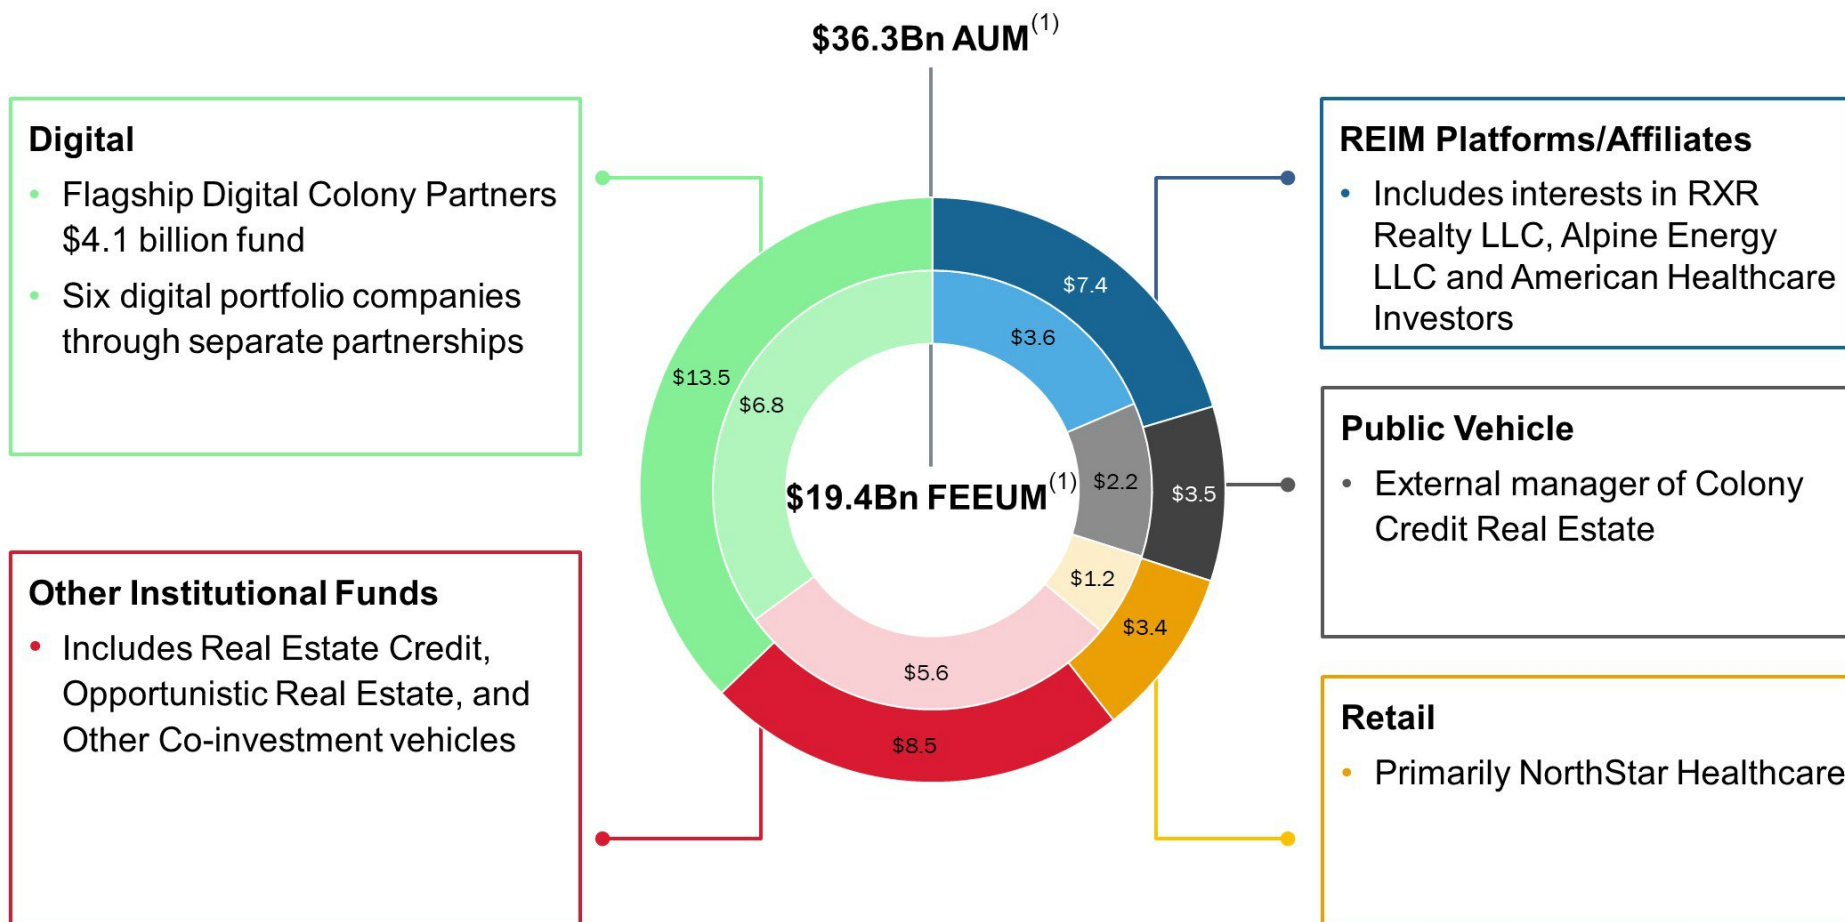 $36.3Bn AUM(1)
Digital
• Flagship Digital Colony Partners
$4.1 billion fund
• Six digital portfolio companies
through separate partnerships
Other Institutional Funds
• Includes Real Estate Credit,
Opportunistic Real Estate, and
Other Co-investment vehicles
$7.4
$3.6
$13.5
$6.8
$2.2
$3.5
$19.4Bn FEEUM(1)
$1.2
$3.4
$5.6
$8.5
REIM Platforms/Affiliates
• Includes interests in RXR
Realty LLC, Alpine Energy
LLC and American Healthcare
Investors
Public Vehicle
• External manager of Colony
Credit Real Estate
Retail
• Primarily NorthStar Healthcare